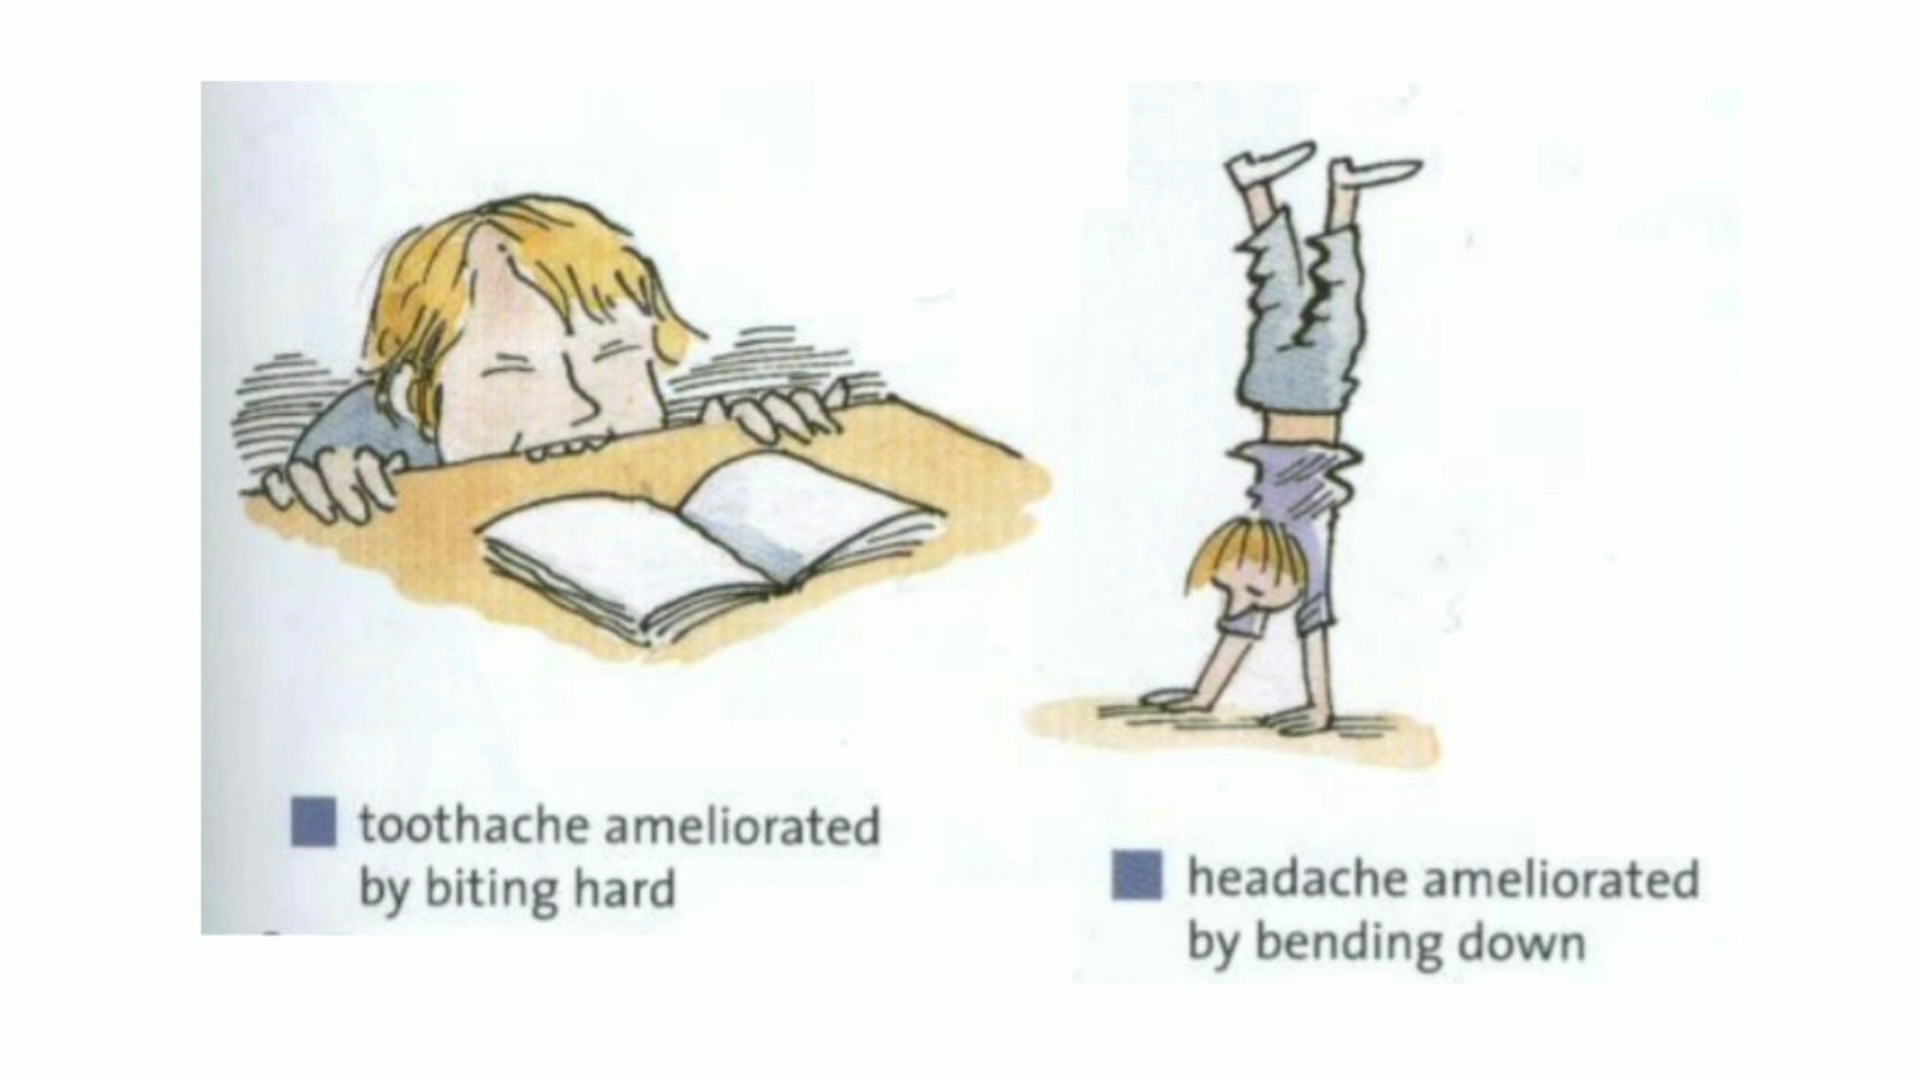 toothache ameliorated
by biting hard
headache ameliorated
by bending down